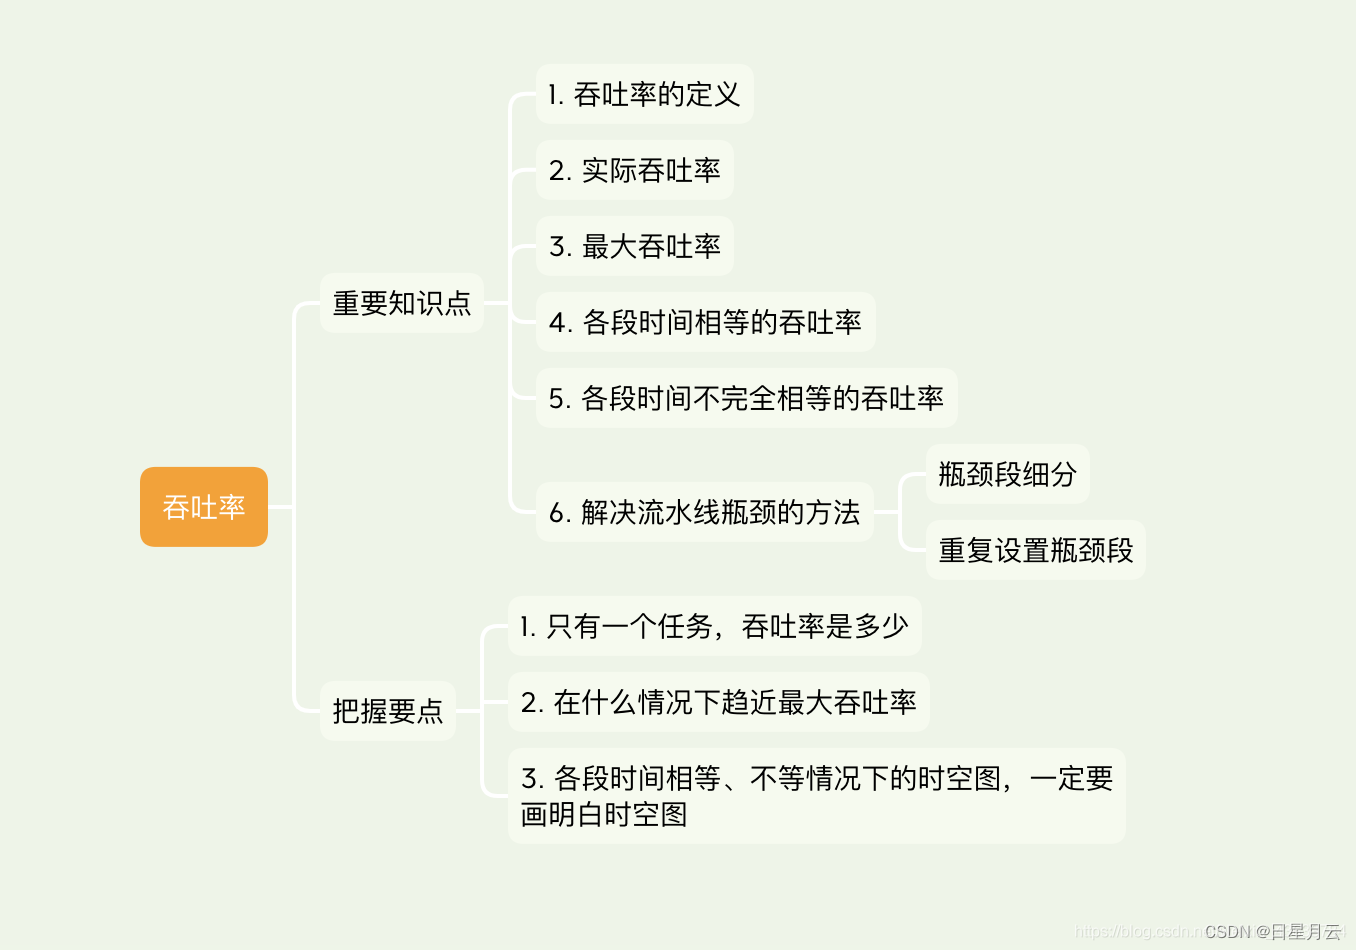 吞吐率
重要知识点
1. 吞吐率的定义
2. 实际吞吐率
3. 最大吞吐率
4. 各段时间相等的吞吐率
5. 各段时间不完全相等的吞吐率
6. 解决流水线瓶颈的方法
瓶颈段细分
重复设置瓶颈段
把握要点
1. 只有一个任务，吞吐率是多少
2. 在什么情况下趋近最大吞吐率
3. 各段时间相等、不等情况下的时空图，一定要
画明白时空图
CSDN @日星月云